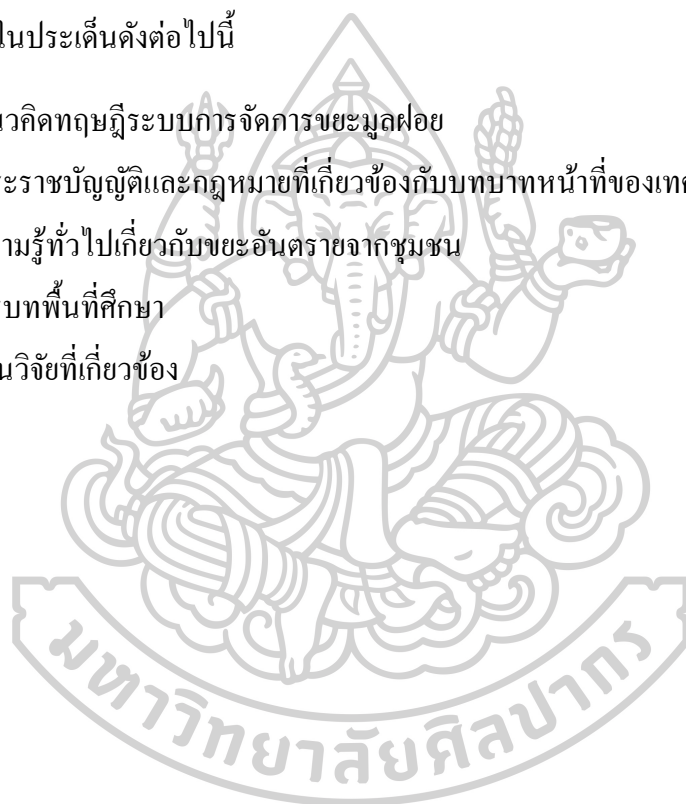 ในประเด็นดังต่อไปนี้
นวคิดทฤษฎีระบบการจัดการขยะมูลฝอย
ระราชบัญญัติและกฎหมายที่เกี่ยวข้องกับบทบาทหน้าที่ของเทศ
ามรู้ทั่วไปเกี่ยวกับขยะอันตรายจากชุมชน
ริบทพื้นที่ศึกษา
นวิจัยที่เกี่ยวข้อง
มหาวิทยาลัยศิลปากร